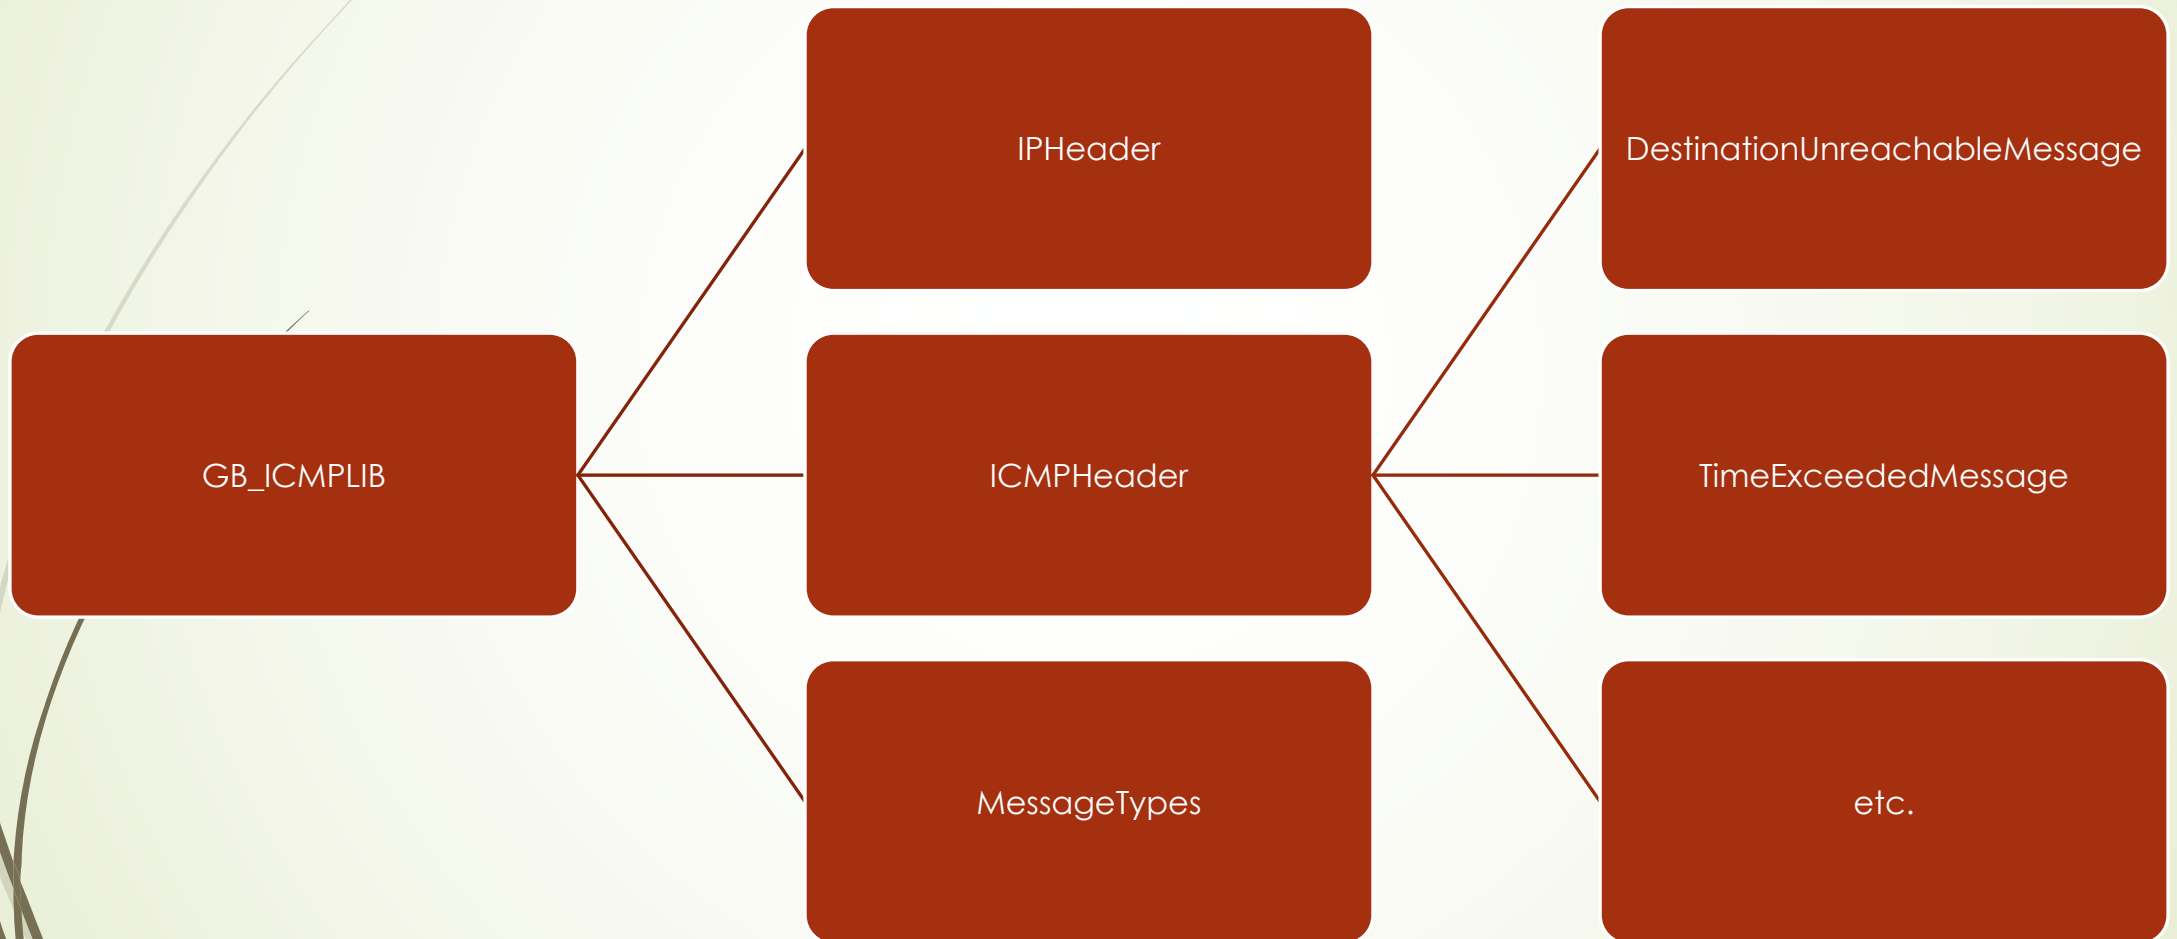 GB_ICMPLIB
IPHeader
ICMPHeader
MessageTypes
DestinationUnreachableMessage
TimeExceededMessage
etc.